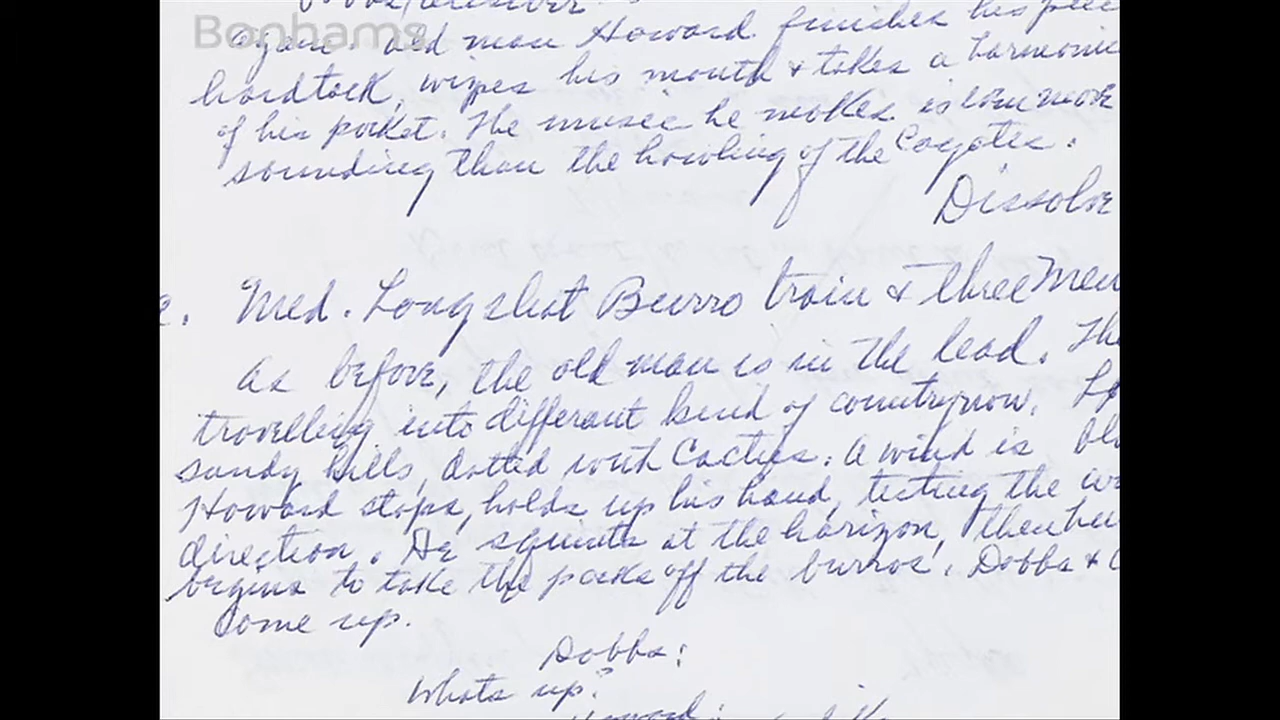 Bonhams
again. Old man Howard finishes his piece
hardtack, wipes his mouth & takes a harmonic
of his pocket. The music he makes is
sounding than the howling of the Coyotes.
Dissolve
Med. Long shot Burro train & three men
As before, the old man is in the lead. The
travelling into different kind of country now.
sandy hills, dotted with Cactus. A wind is
Howard stops, holds up his hand, testing the
direction. He squints at the horizon, then he
begins to take the packs off the burros. Dobbs &
come up.
Dobbs:
Whats up?